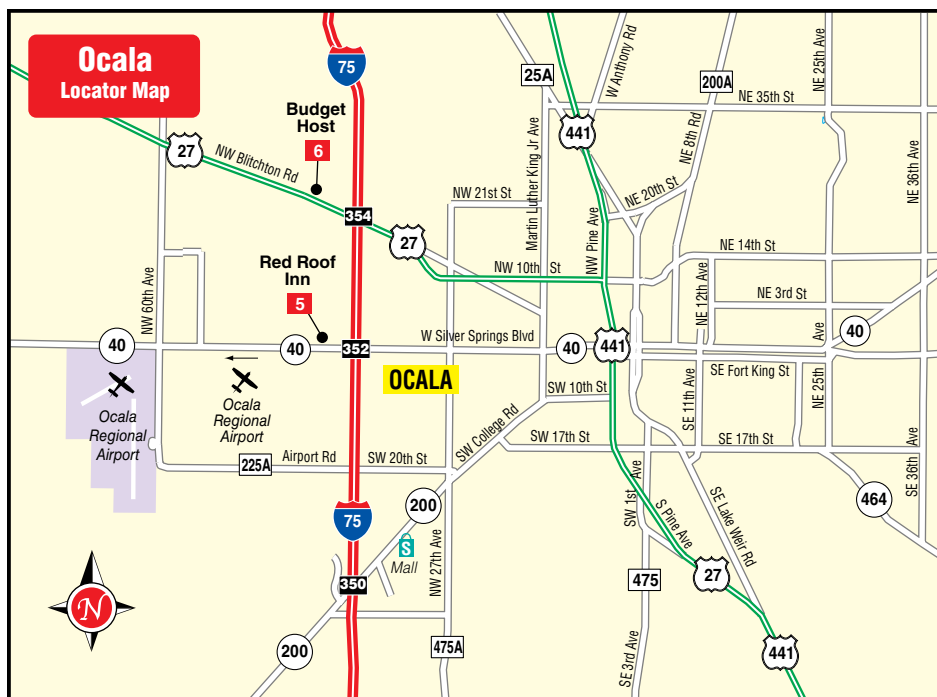 Ocala
Locator Map
75
25A
W Anthony Rd
200A
NE 25th Ave
NE 35th St
Budget
Host
6
441
NE 8th Rd
NE 36th Ave
27
NW Blitchton Rd
Martin Luther King Jr Ave
NW 21st St
NE 20th St
354
NW Pine Ave
27
NE 14th St
Red Roof
Inn
5
NW 10th St
NW 60th Ave
NE 12th Ave
NE 3rd St
40
40
352
W Silver Springs Blvd
40
441
Ave
40
OCALA
SE Fort King St
SW 10th St
SE 11th Ave
NE 25th
Ocala
Regional
Airport
Ocala
Regional
Airport
SW College Rd
SW 17th St
SE 17th St
225A
Airport Rd
SW 20th St
SW 1st Ave
SE 36th Ave
200
464
75
S
Mall
NW 27th Ave
S Pine Ave
SE Lake Weir Rd
350
475
27
N
200
475A
SE 3rd Ave
441